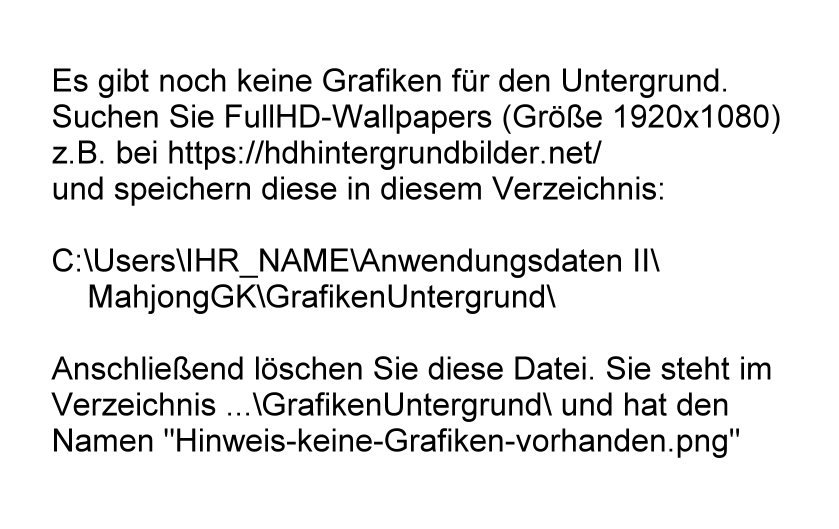 Es gibt noch keine Grafiken für den Untergrund.
Suchen Sie FullHD-Wallpapers (Größe 1920x1080)
z.B. bei https://hdhintergrundbilder.net/
und speichern diese in diesem Verzeichnis:
C:\Users\IHR_NAME\Anwendungsdaten II\
MahjongGK\GrafikenUntergrund\
Anschließend löschen Sie diese Datei. Sie steht im
Verzeichnis ...\GrafikenUntergrund\ und hat den
Namen "Hinweis-keine-Grafiken-vorhanden.png"